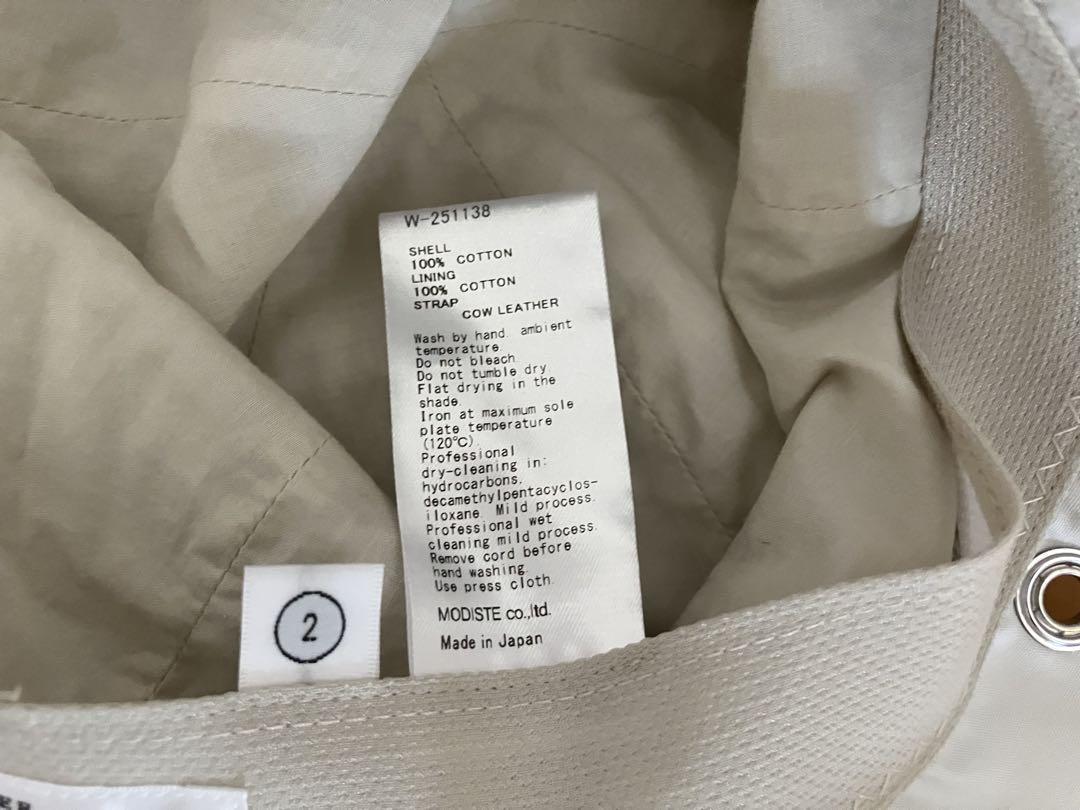 W-251138
SHELL
100% COTTON
LINING
100% COTTON
STRAP
COW LEATHER
Wash by hand. ambient
temperature.
Do not bleach.
Do not tumble dry.
Flat drying in the
shade.
Iron at maximum sole
plate temperature
(120℃).
Professional
dry-cleaning in:
hydrocarbons,
decamethylpentacyclos-
iloxane. Mild process.
Professional wet
cleaning mild process.
Remove cord before
hand washing.
Use press cloth.
MODISTE co.,ltd.
Made in Japan
2